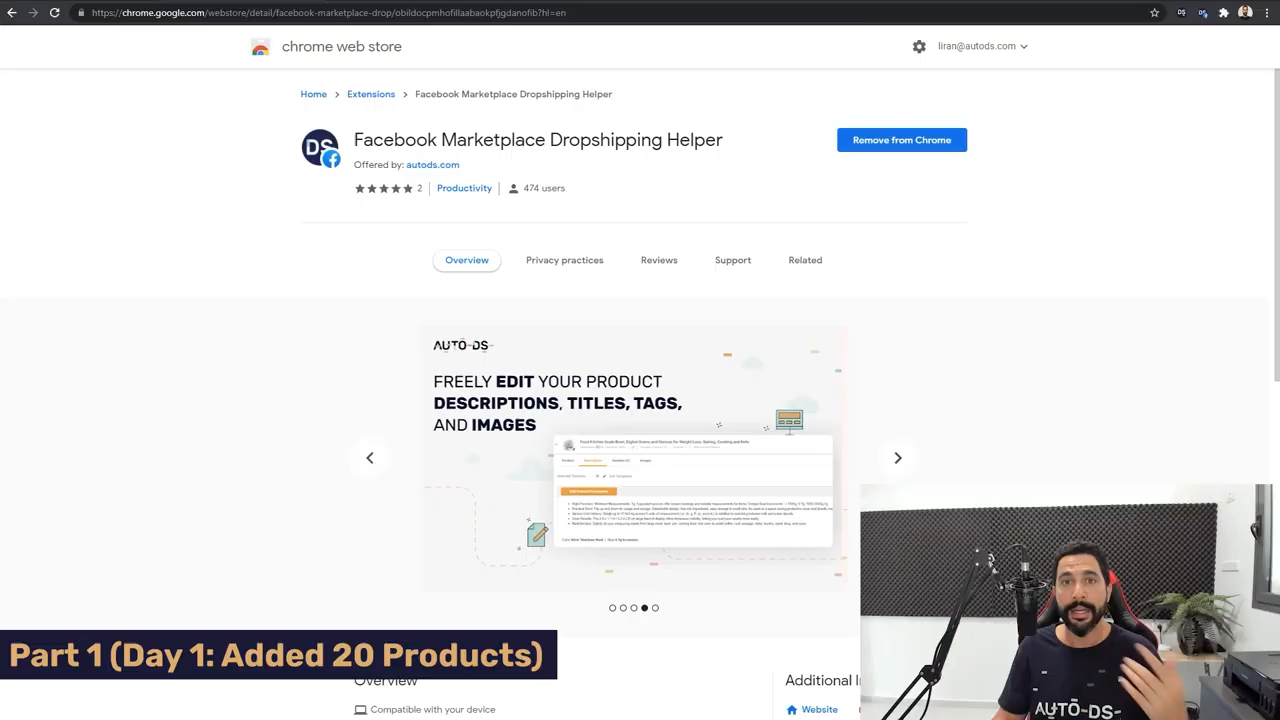 https://chrome.google.com/webstore/detail/facebook-marketplace-drop/obildocpmhofillaabaokpfjgdanofib?hl=en
chrome web store
liran@autods.com
Home
Extensions
Facebook Marketplace Dropshipping Helper
Facebook Marketplace Dropshipping Helper
Remove from Chrome
DS
Offered by: autods.com
2
Productivity
474 users
Overview
Privacy practices
Reviews
Support
Related
AUTO-DS
FREELY EDIT YOUR PRODUCT
DESCRIPTIONS, TITLES, TAGS,
AND IMAGES
Part 1 (Day 1: Added 20 Products)
Overview
Additional I
Compatible with your device
Website
AUTO-DS